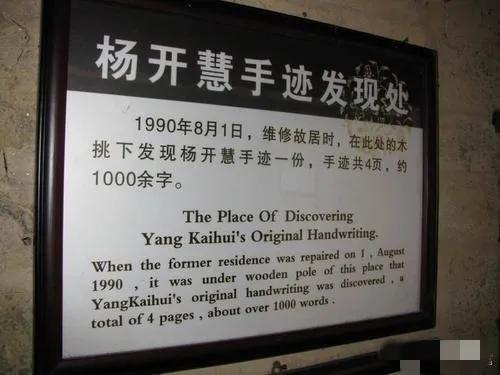 杨开慧手迹发现处
1990年8月1日，维修故居时，在此处的木
挑下发现杨开慧手迹一份，手迹共4页，约
1000余字。
The Place Of Discovering
Yang Kaihui's Original Handwriting.
When the former residence was repaired on 1 , August
1990 , it was under wooden pole of this place that
YangKaihui's original handwriting was discovered , a
total of 4 pages , about over 1000 words .